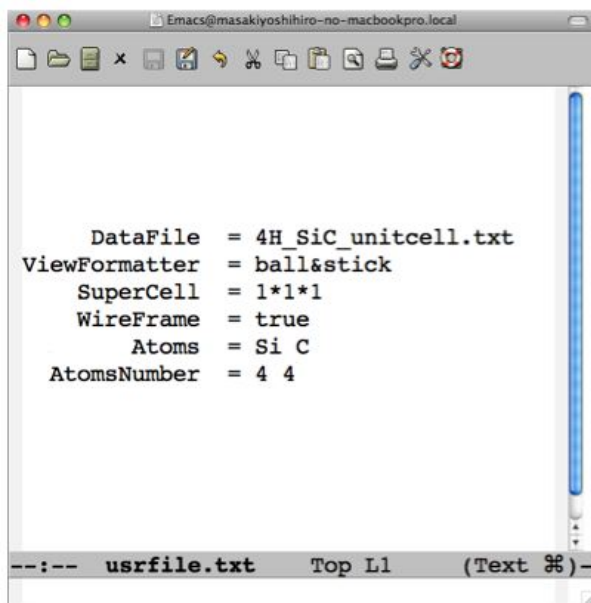 Emacs@masakiyoshihiro-no-macbookpro.local
DataFile = 4H_SiC_unitcell.txt
ViewFormatter = ball&stick
SuperCell = 1*1*1
WireFrame = true
Atoms = Si C
AtomsNumber = 4 4
--:-- usrfile.txt Top L1 (Text ⌘)-